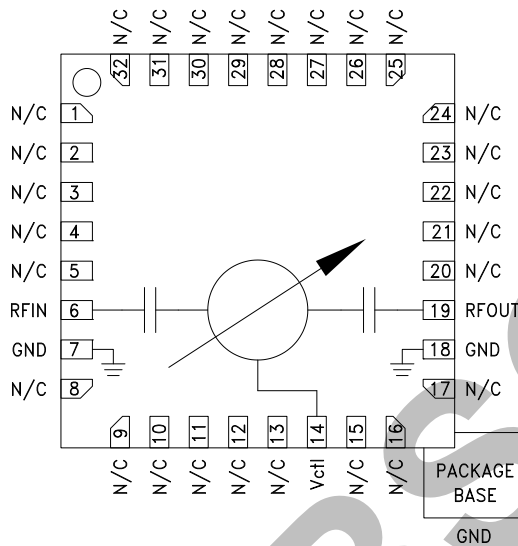 N/C N/C N/C N/C N/C N/C N/C N/C
32 31 30 29 28 27 26 25
N/C 1 24 N/C
N/C 2 23 N/C
N/C 3 22 N/C
N/C 4 21 N/C
N/C 5 20 N/C
RFIN 6 19 RFOUT
GND 7 18 GND
N/C 8 17 N/C
9 10 11 12 13 14 15 16
N/C N/C N/C N/C N/C Vctl N/C N/C
PACKAGE
BASE
GND